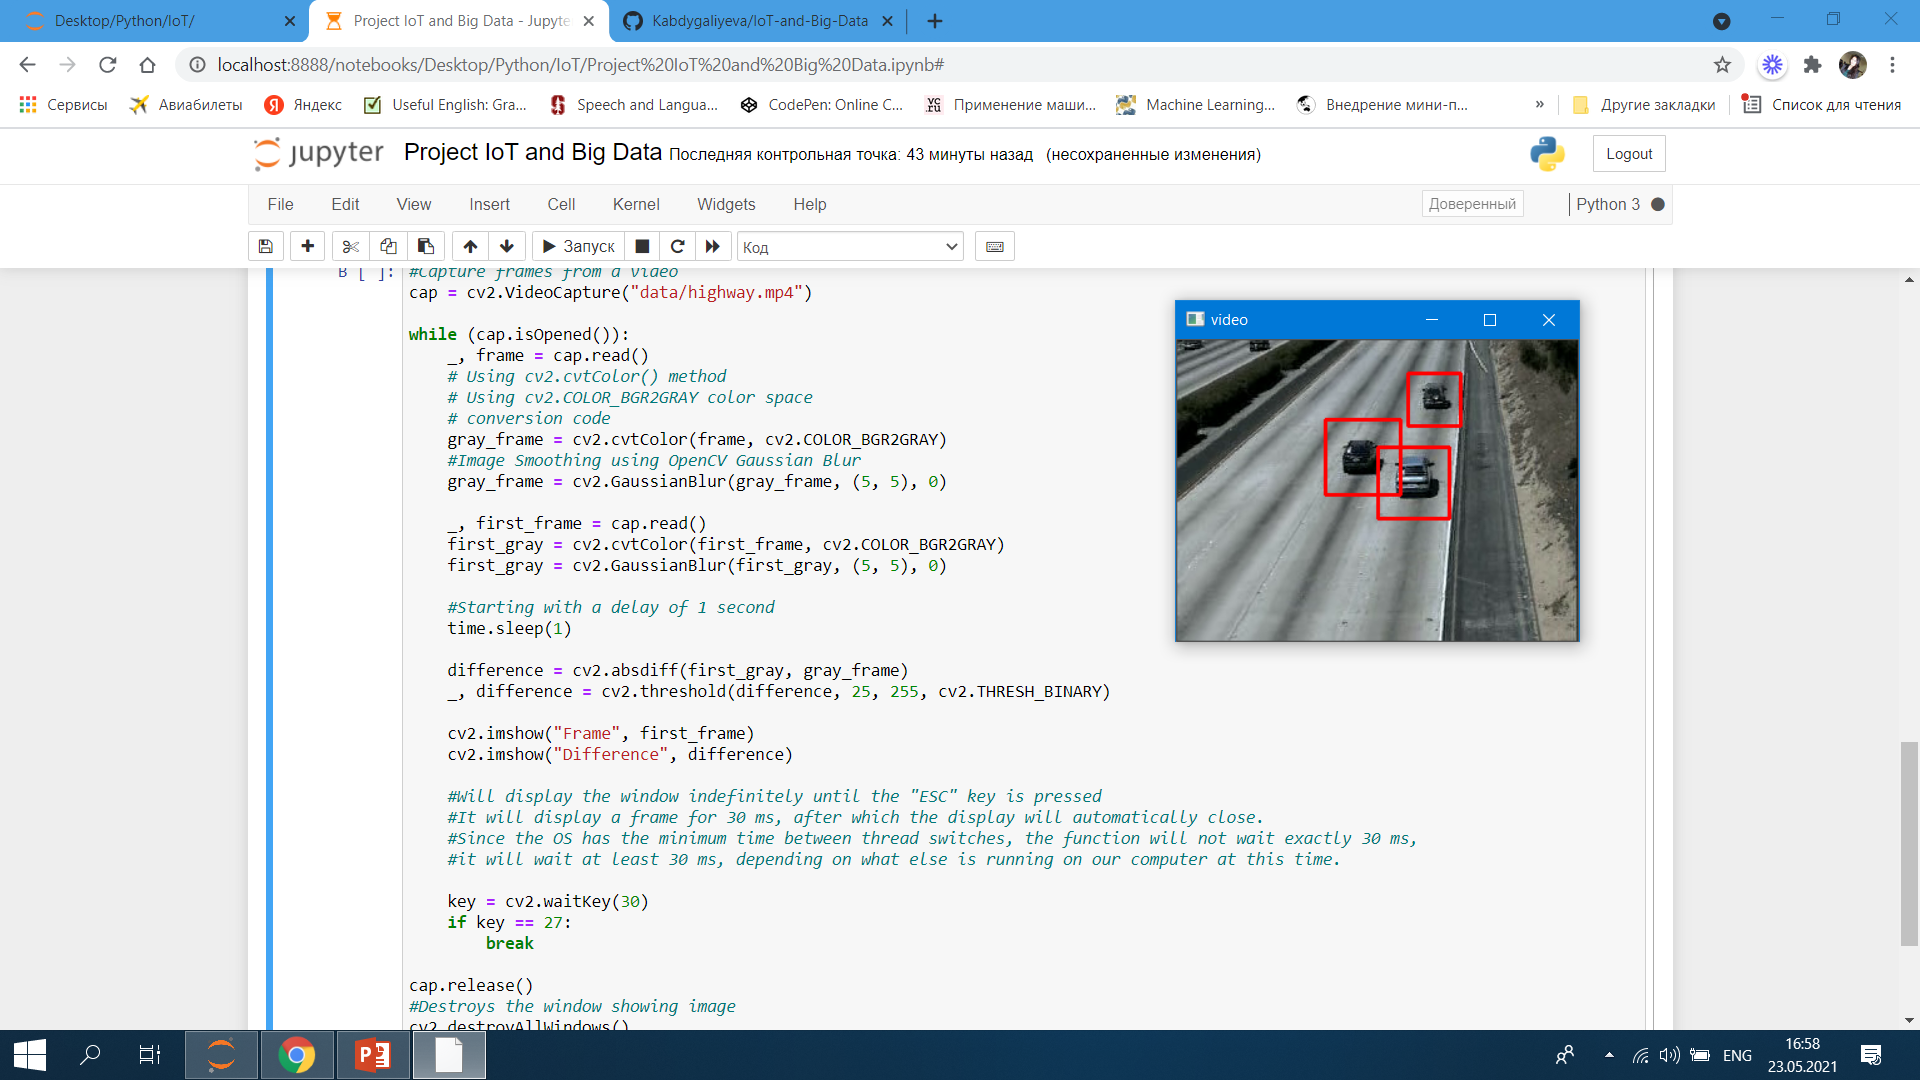 Desktop/Python/IoT/
Project IoT and Big Data - Jupyte
Kabdygaliyeva/IoT-and-Big-Data
localhost:8888/notebooks/Desktop/Python/IoT/Project%20IoT%20and%20Big%20Data.ipynb#
Сервисы
Авиабилеты
Яндекс
Useful English: Gra...
Speech and Langua...
CodePen: Online C...
Применение маши...
Machine Learning...
Внедрение мини-п...
»
Другие закладки
Список для чтения
jupyter
Project IoT and Big Data Последняя контрольная точка: 43 минуты назад (несохраненные изменения)
Logout
File Edit View Insert Cell Kernel Widgets Help
Доверенный
Python 3
Запуск
Код
В [ ]:
#Capture frames from a video
cap = cv2.VideoCapture("data/highway.mp4")
while (cap.isOpened()):
_, frame = cap.read()
# Using cv2.cvtColor() method
# Using cv2.COLOR_BGR2GRAY color space
# conversion code
gray_frame = cv2.cvtColor(frame, cv2.COLOR_BGR2GRAY)
#Image Smoothing using OpenCV Gaussian Blur
gray_frame = cv2.GaussianBlur(gray_frame, (5, 5), 0)
_, first_frame = cap.read()
first_gray = cv2.cvtColor(first_frame, cv2.COLOR_BGR2GRAY)
first_gray = cv2.GaussianBlur(first_gray, (5, 5), 0)
#Starting with a delay of 1 second
time.sleep(1)
difference = cv2.absdiff(first_gray, gray_frame)
_, difference = cv2.threshold(difference, 25, 255, cv2.THRESH_BINARY)
cv2.imshow("Frame", first_frame)
cv2.imshow("Difference", difference)
#Will display the window indefinitely until the "ESC" key is pressed
#It will display a frame for 30 ms, after which the display will automatically close.
#Since the OS has the minimum time between thread switches, the function will not wait exactly 30 ms,
#it will wait at least 30 ms, depending on what else is running on our computer at this time.
key = cv2.waitKey(30)
if key == 27:
break
cap.release()
#Destroys the window showing image
cv2.destroyAllWindows()
video
ENG
16:58
23.05.2021